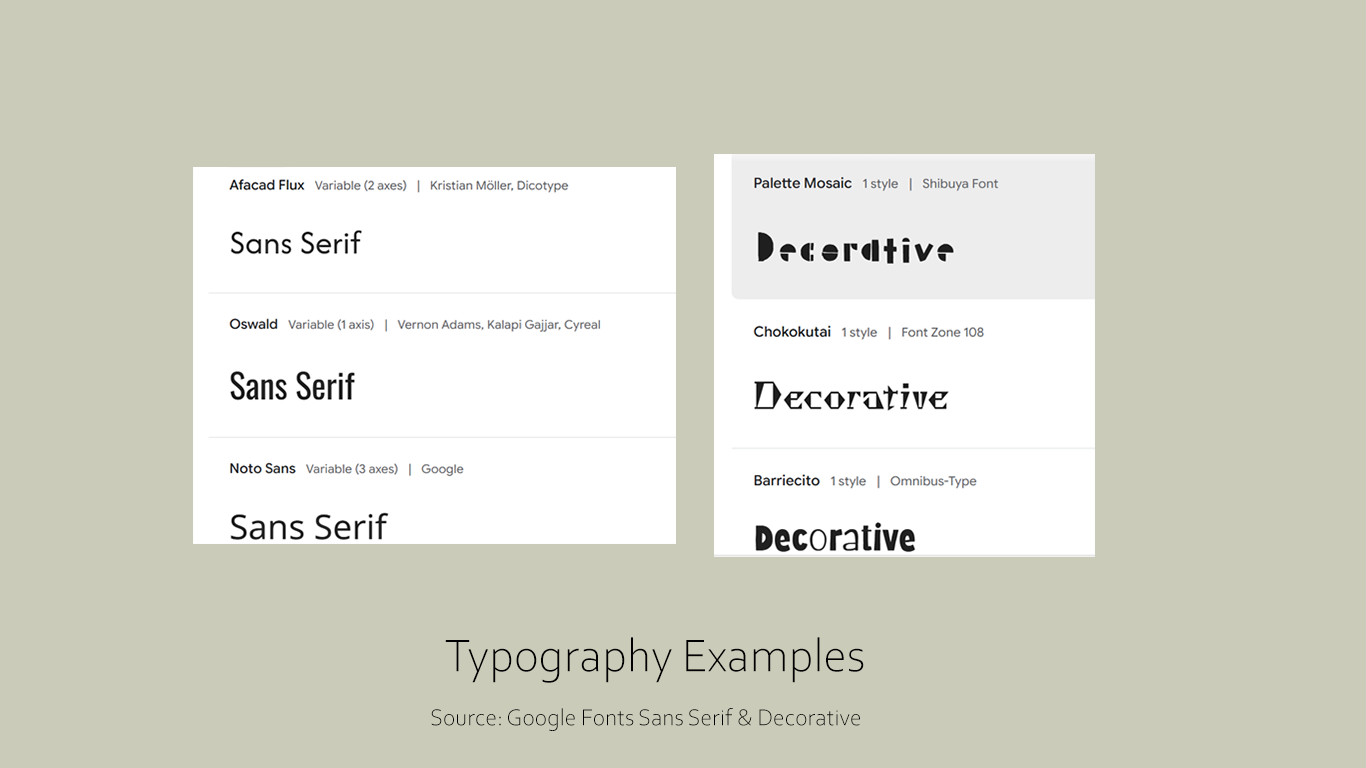 Afacad Flux Variable (2 axes) | Kristian Möller, Dicotype
Sans Serif
Oswald Variable (1 axis) | Vernon Adams, Kalapi Gajjar, Cyreal
Sans Serif
Noto Sans Variable (3 axes) | Google
Sans Serif
Palette Mosaic 1 style | Shibuya Font
Decorative
Chokokutai 1 style | Font Zone 108
Decorative
Barriecito 1 style | Omnibus-Type
Decorative
Typography Examples
Source: Google Fonts Sans Serif & Decorative